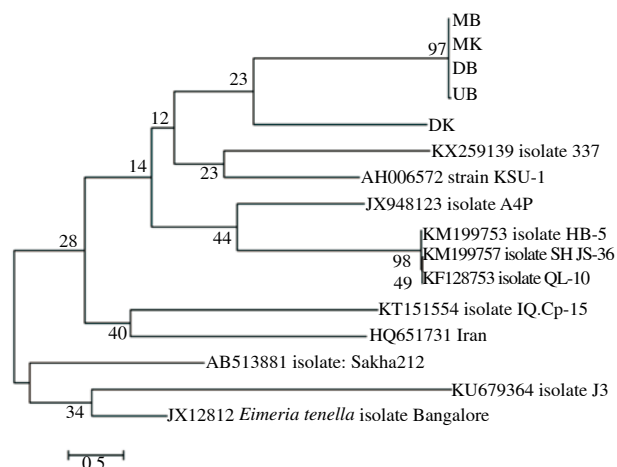 MB
97
MK
DB
23
UB
12
DK
KX259139 isolate 337
14
23
AH006572 strain KSU-1
JX948123 isolate A4P
KM199753 isolate HB-5
44
28
KM199757 isolate SH JS-36
98
KF128753 isolate QL-10
49
KT151554 isolate IQ.Cp-15
40
HQ651731 Iran
AB513881 isolate: Sakha212
KU679364 isolate J3
34
JX12812 Eimeria tenella isolate Bangalore
0.5